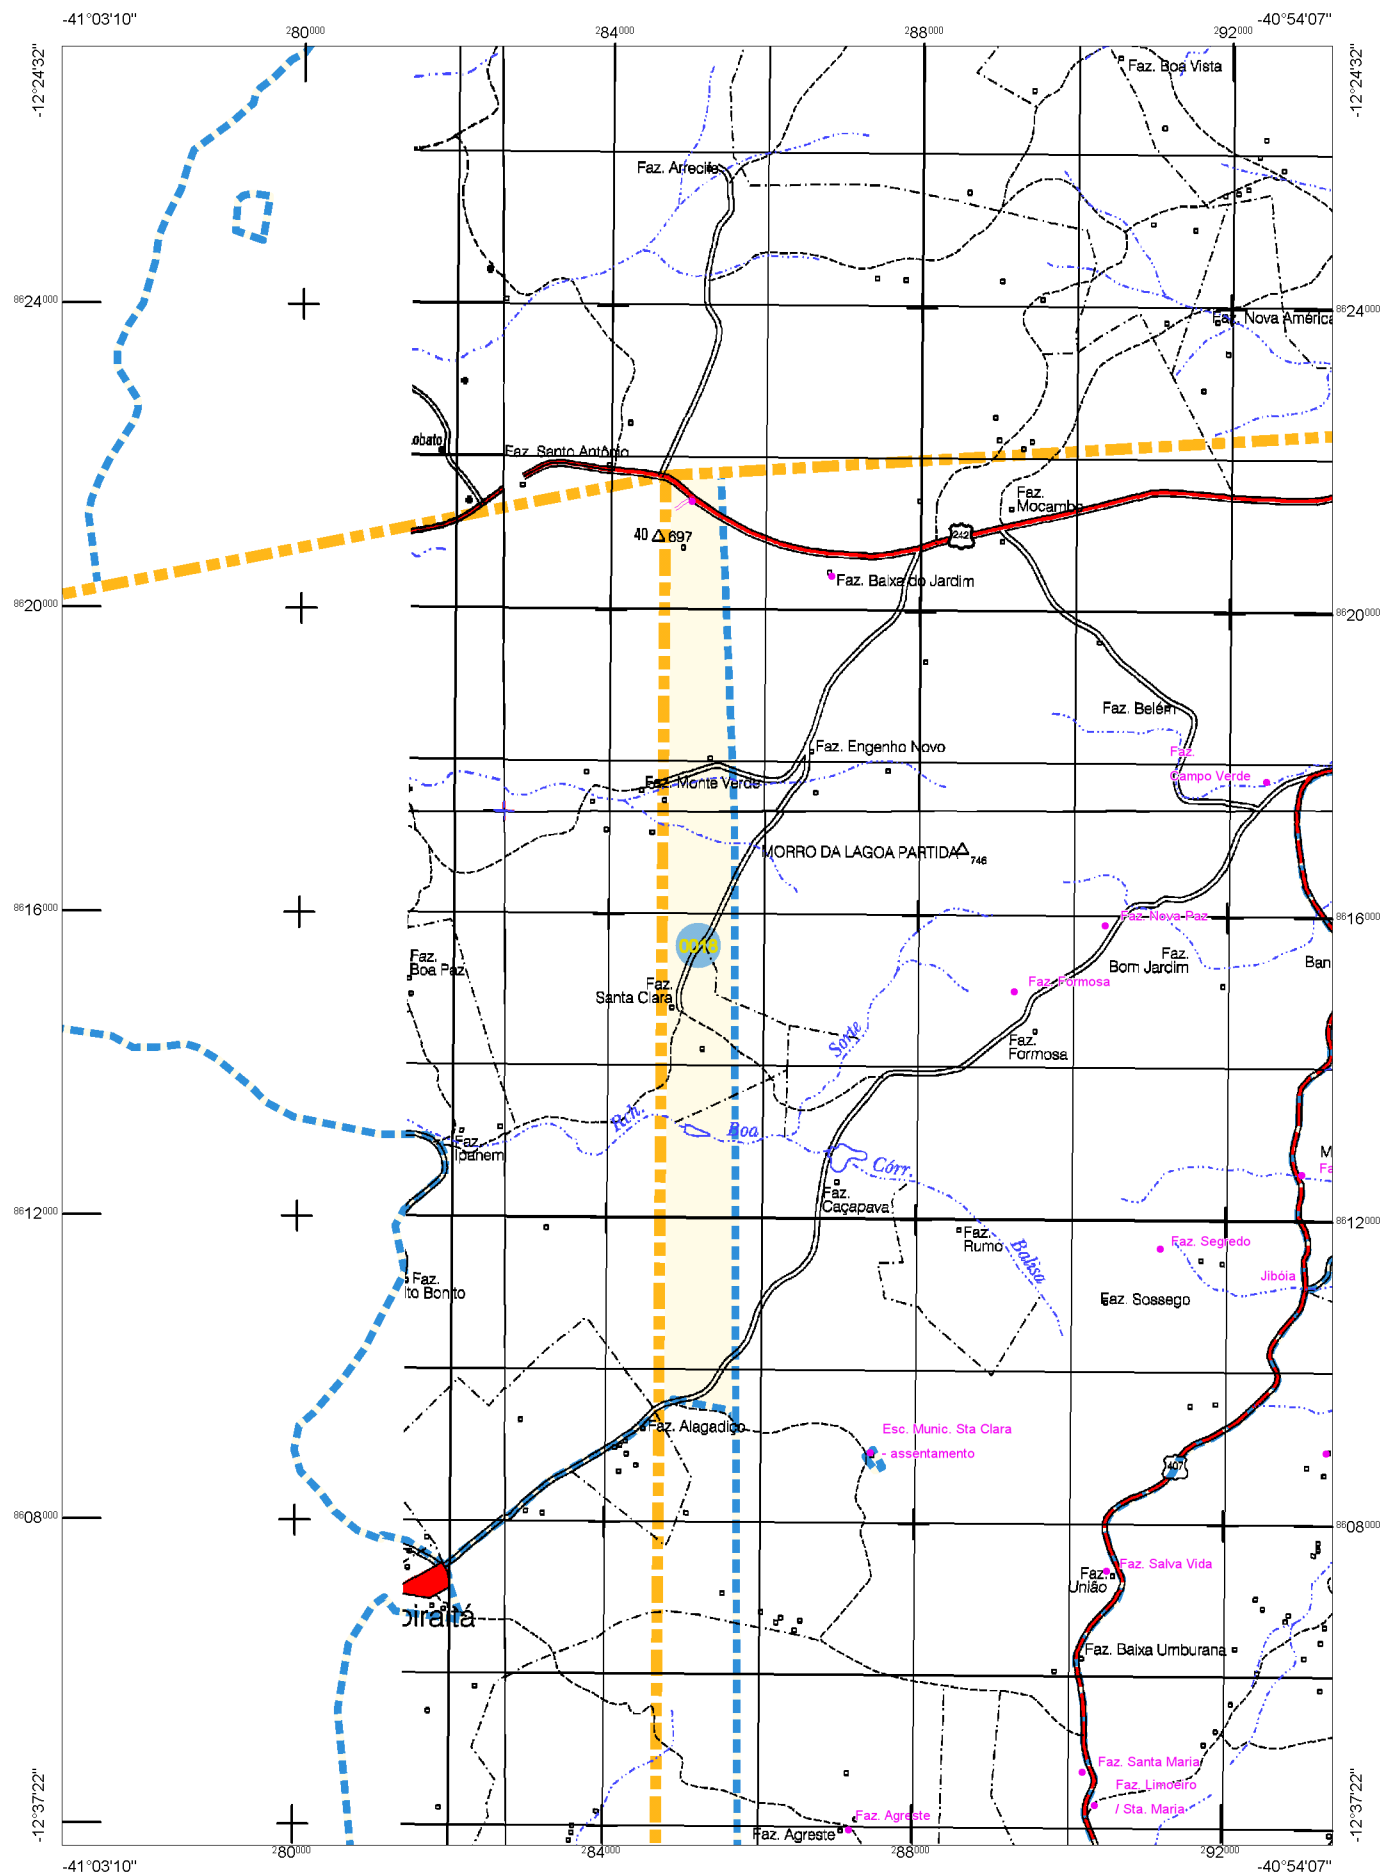 -41°03'10" -40°54'07"
280000 284000 288000 292000
-12°24'32" -12°24'32"
Faz. Boa Vista
Faz. Arrecife
8624000 8624000
Faz. Nova América
obato
Faz. Santo Antônio
Faz.
Mocambo
242
40 697
Faz. Baixa do Jardim
8620000 8620000
Faz. Belém
Faz. Engenho Novo
Faz.
Campo Verde
Faz. Monte Verde
MORRO DA LAGOA PARTIDA
746
8616000 8616000
Faz. Nova Paz
0018
Faz.
Boa Paz
Faz.
Bom Jardim
Ban
Faz.
Santa Clara
Faz. Formosa
Sorte
Faz.
Formosa
Rch.
Boa
Faz.
Ipanem
Córr.
M
Fa
Faz.
Caçapava
8612000 8612000
Faz.
Rumo
Balisa
Faz. Segredo
Jibóia
Faz.
ito Bonito
Faz. Sossego
Faz. Alagadiço
Esc. Munic. Sta Clara
- assentamento
407
8608000 8608000
Faz. Salva Vida
Faz.
União
piraitá
Faz. Baixa Umburana
Faz. Santa Maria
Faz. Limoeiro
/ Sta. Maria
Faz. Agreste
Faz. Agreste
-12°37'22" -12°37'22"
280000 284000 288000 292000
-41°03'10" -40°54'07"